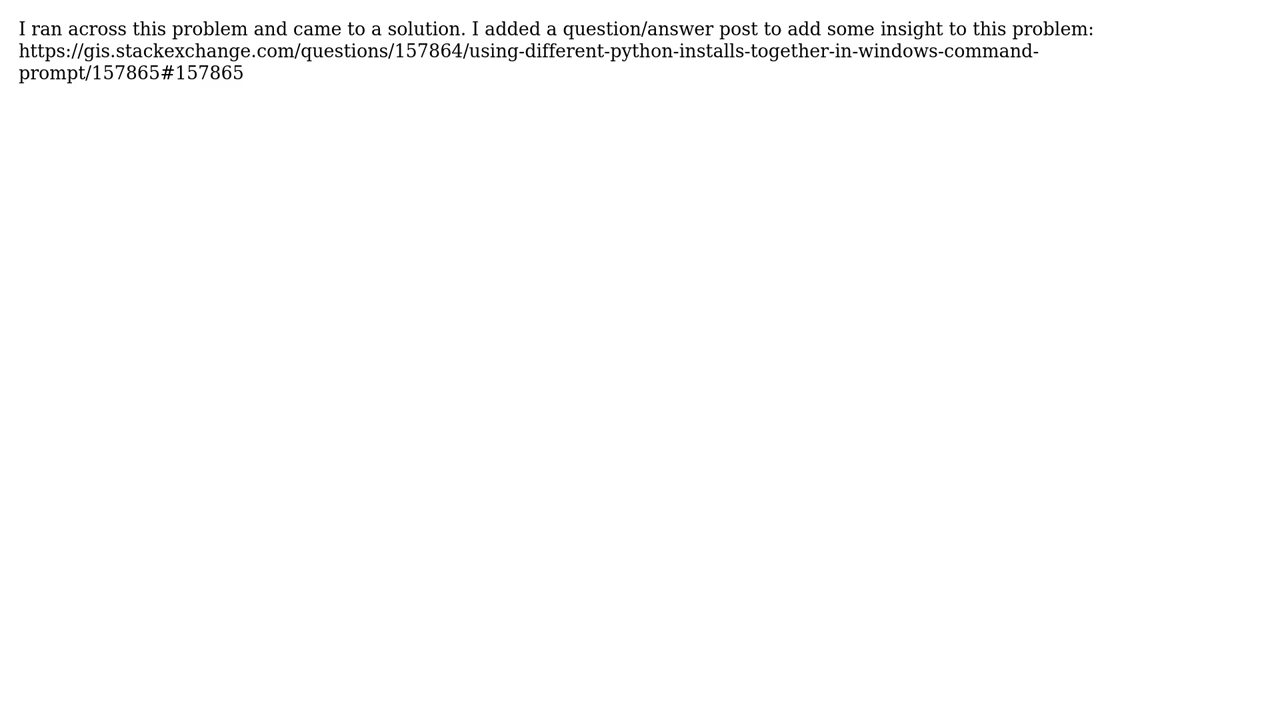 I ran across this problem and came to a solution. I added a question/answer post to add some insight to this problem:
https://gis.stackexchange.com/questions/157864/using-different-python-installs-together-in-windows-command-
prompt/157865#157865